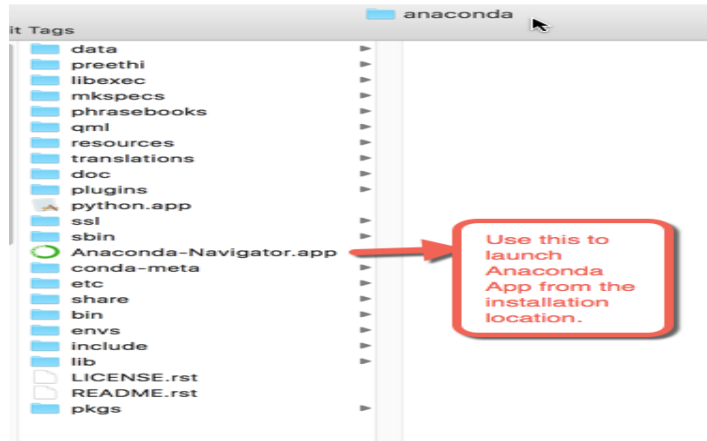 anaconda
it Tags
data
preethi
libexec
mkspecs
phrasebooks
qml
resources
translations
doc
plugins
python.app
ssl
sbin
Anaconda-Navigator.app
conda-meta
etc
share
bin
envs
include
lib
LICENSE.rst
README.rst
pkgs
Use this to
launch
Anaconda
App from the
installation
location.